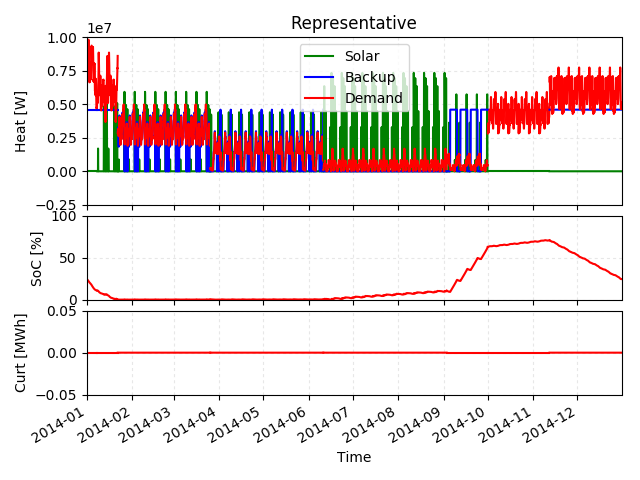 Representative
1e7
1.00
0.75
0.50
0.25
0.00
−0.25
Heat [W]
Solar
Backup
Demand
100
50
0
SoC [%]
0.05
0.00
−0.05
Curt [MWh]
2014-01
2014-02
2014-03
2014-04
2014-05
2014-06
2014-07
2014-08
2014-09
2014-10
2014-11
2014-12
Time